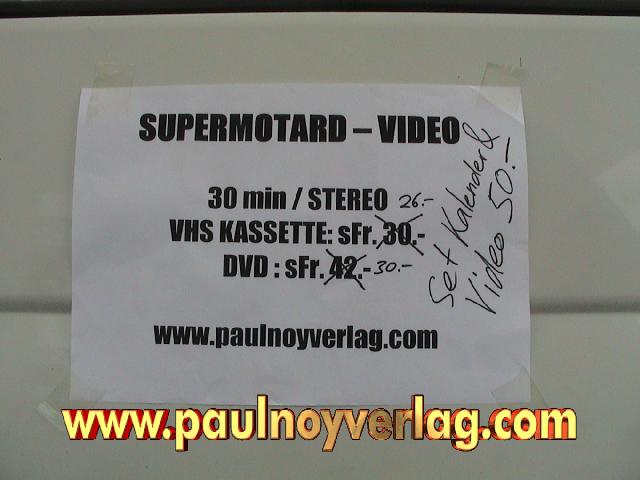 SUPERMOTARD – VIDEO
30 min / STEREO 26.-
VHS KASSETTE: sFr. 30.-
DVD : sFr. 42.- 30.-
Set Kalender &
Video 50.-
www.paulnoyverlag.com
www.paulnoyverlag.com